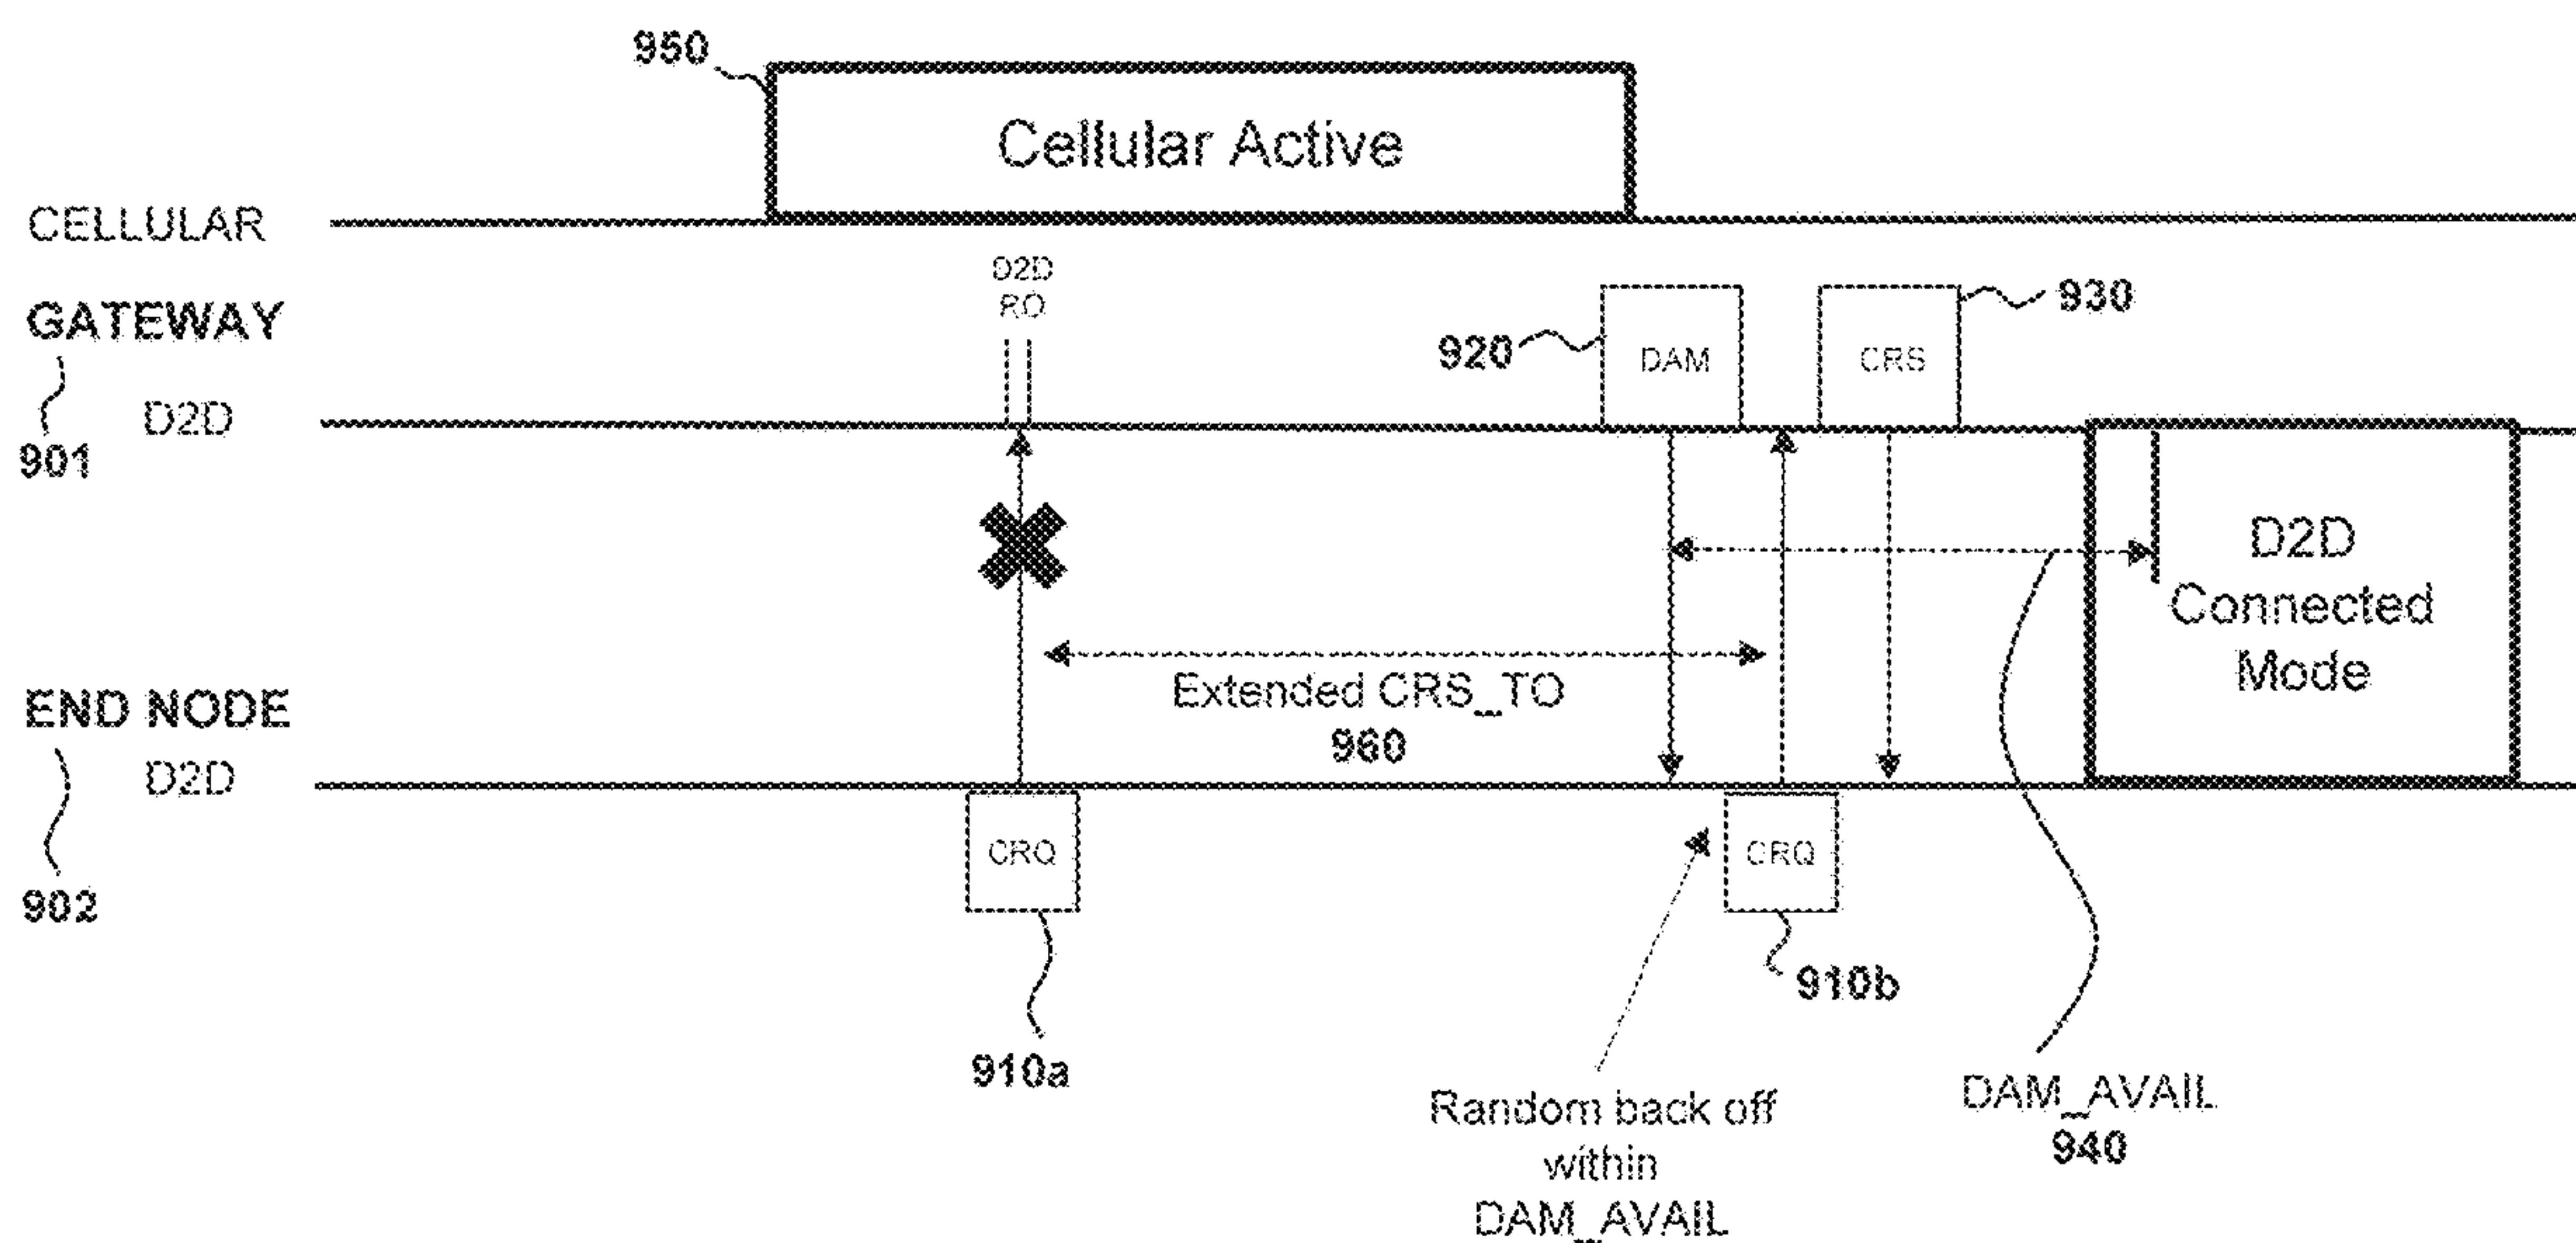 950
Cellular Active
CELLULAR
D2D
RO
GATEWAY
930
920
DAM
CRS
D2D
901
D2D
Connected
Mode
Extended CRS_TO
960
END NODE
D2D
CRQ
CRQ
902
910b
910a
DAM_AVAIL
940
Random back off
within
DAM_AVAIL